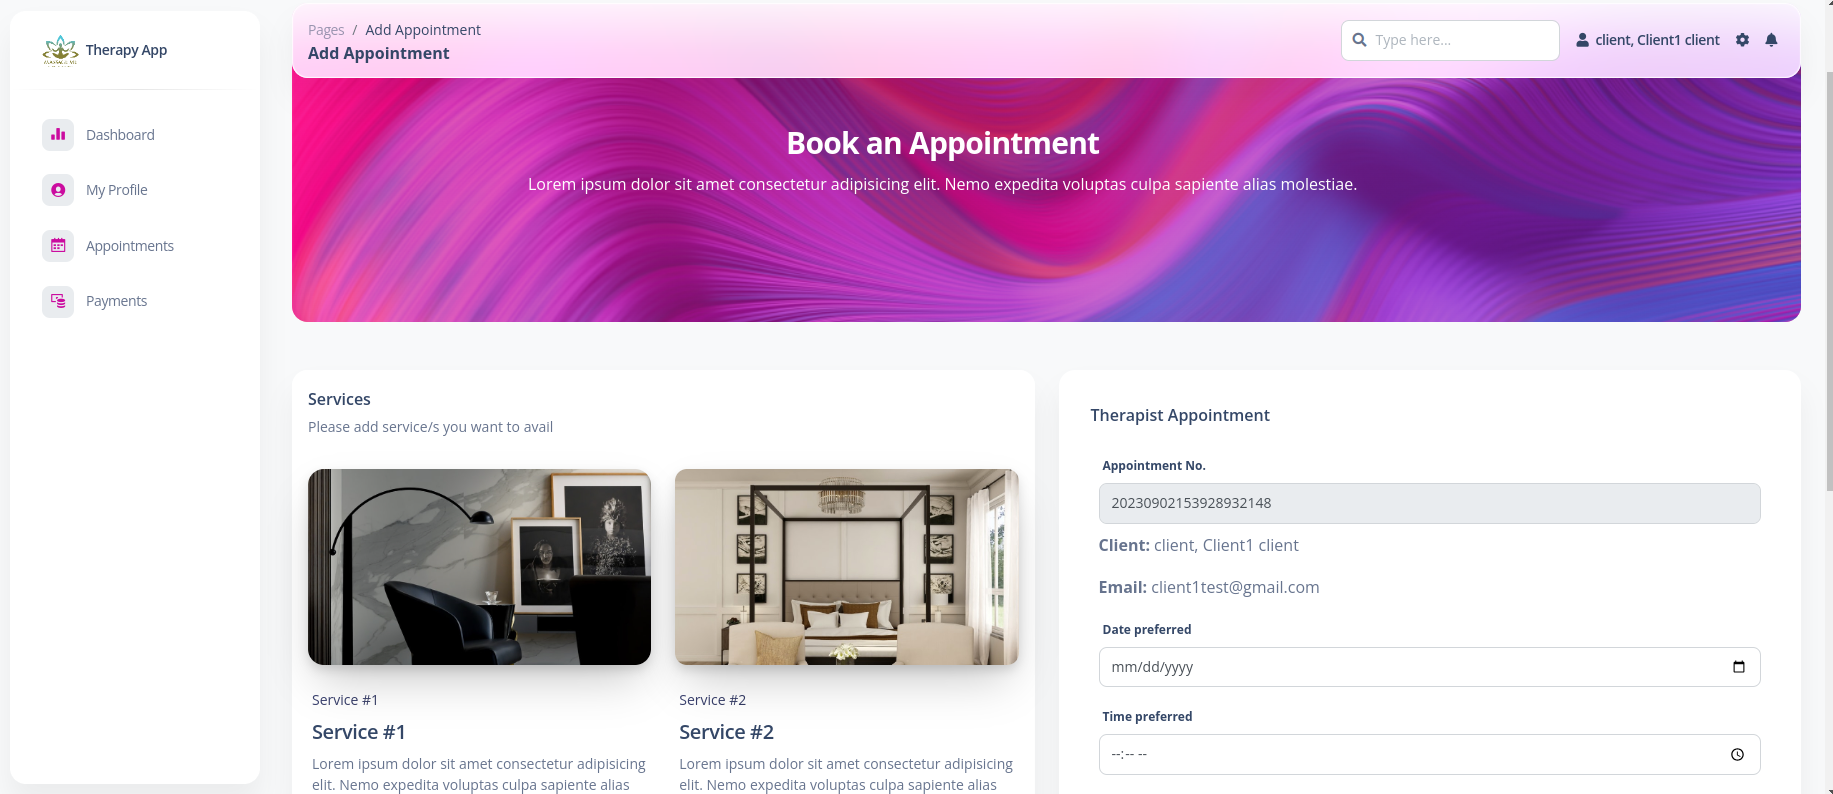 Therapy App
Dashboard
My Profile
Appointments
Payments
Pages / Add Appointment
Add Appointment
Type here...
client, Client1 client
Book an Appointment
Lorem ipsum dolor sit amet consectetur adipisicing elit. Nemo expedita voluptas culpa sapiente alias molestiae.
Services
Please add service/s you want to avail
Service #1
Service #1
Lorem ipsum dolor sit amet consectetur adipisicing
elit. Nemo expedita voluptas culpa sapiente alias
Service #2
Service #2
Lorem ipsum dolor sit amet consectetur adipisicing
elit. Nemo expedita voluptas culpa sapiente alias
Therapist Appointment
Appointment No.
20230902153928932148
Client: client, Client1 client
Email: client1test@gmail.com
Date preferred
mm/dd/yyyy
Time preferred
--:-- --